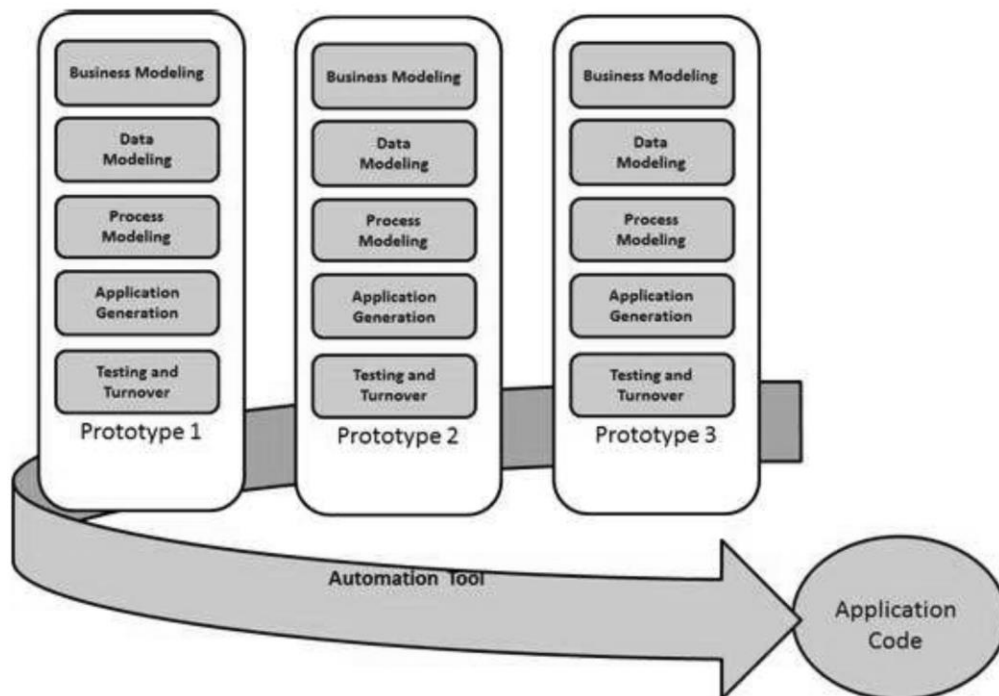 Business Modeling
Data
Modeling
Process
Modeling
Application
Generation
Testing and
Turnover
Prototype 1
Business Modeling
Data
Modeling
Process
Modeling
Application
Generation
Testing and
Turnover
Prototype 2
Business Modeling
Data
Modeling
Process
Modeling
Application
Generation
Testing and
Turnover
Prototype 3
Automation Tool
Application
Code